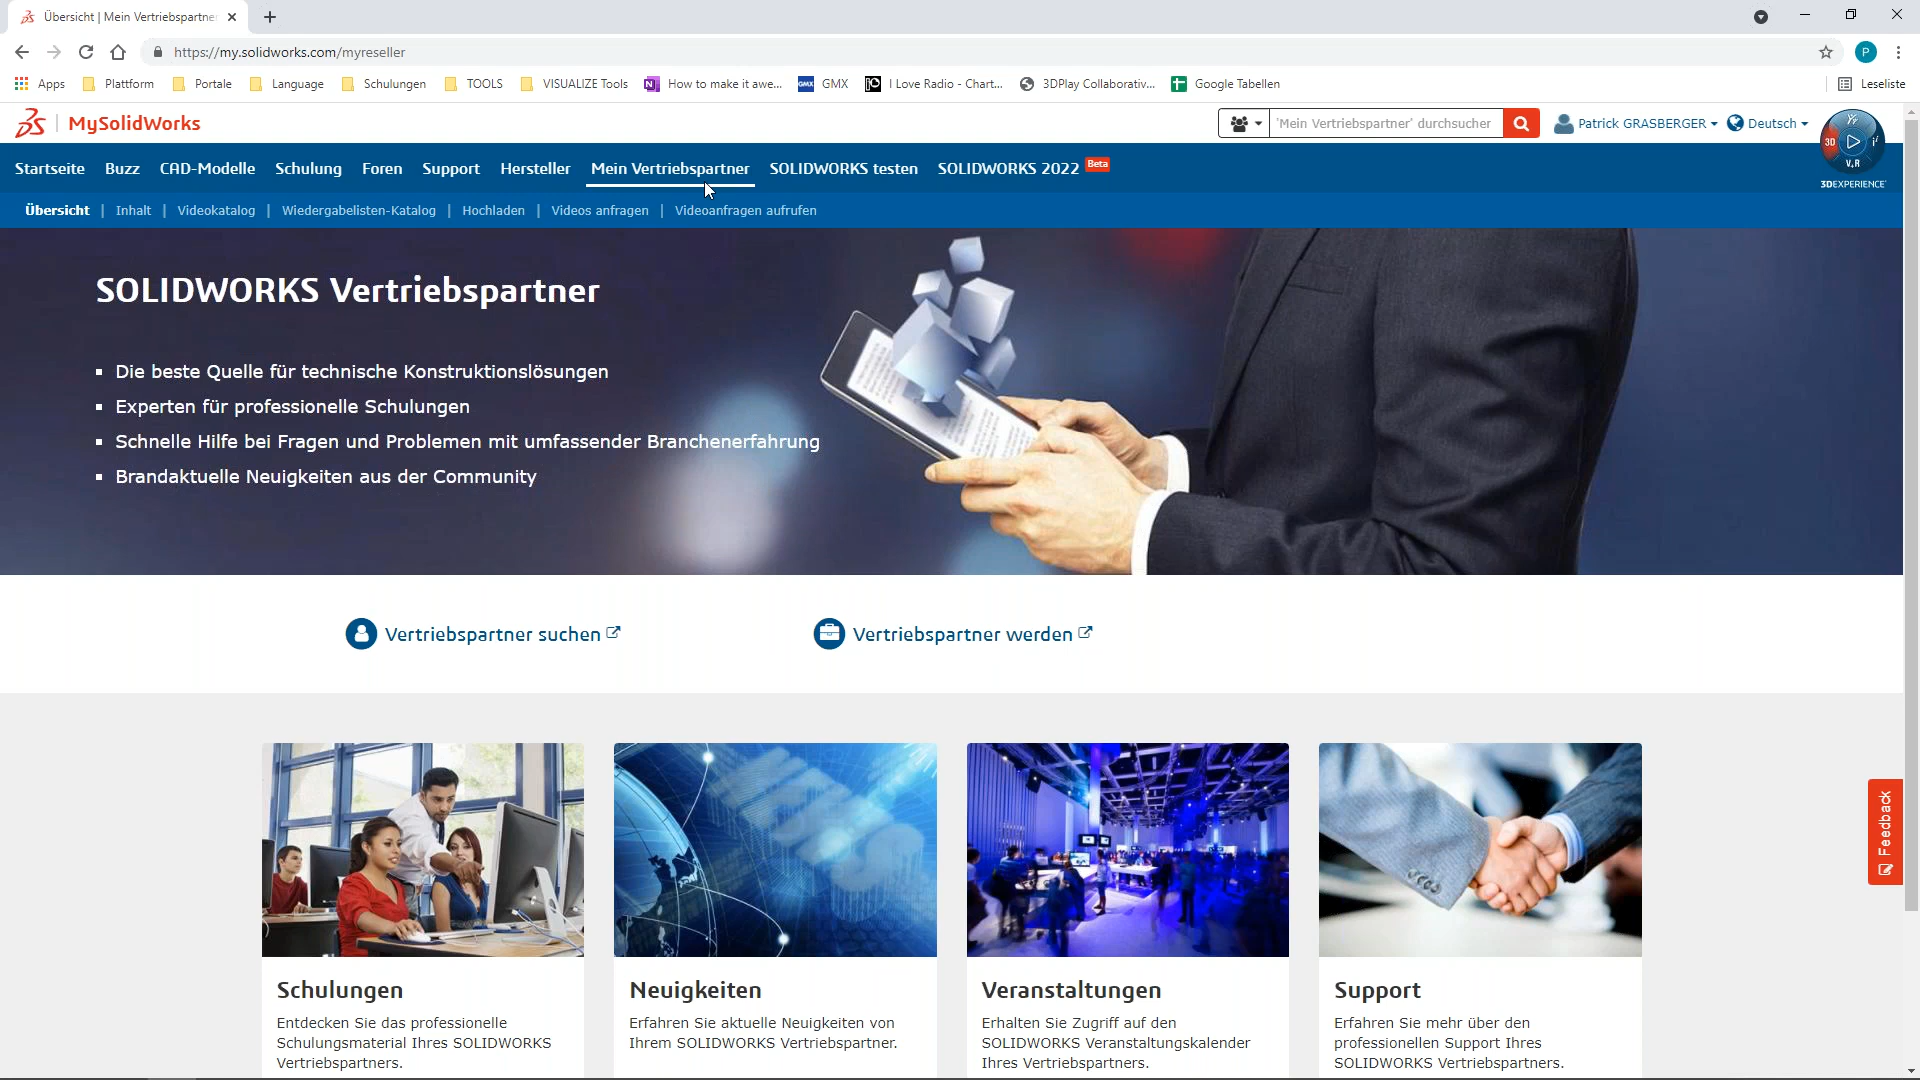 Übersicht | Mein Vertriebspartner
https://my.solidworks.com/myreseller
P
Apps Plattform Portale Language Schulungen TOOLS VISUALIZE Tools How to make it awe... GMX I Love Radio - Chart... 3DPlay Collaborativ... Google Tabellen Leseliste
MySolidWorks
'Mein Vertriebspartner' durchsucher
Patrick GRASBERGER
Deutsch
3D
V.R
3DEXPERIENCE
Startseite Buzz CAD-Modelle Schulung Foren Support Hersteller Mein Vertriebspartner SOLIDWORKS testen SOLIDWORKS 2022 Beta
Übersicht | Inhalt | Videokatalog | Wiedergabelisten-Katalog | Hochladen | Videos anfragen | Videoanfragen aufrufen
SOLIDWORKS Vertriebspartner
Die beste Quelle für technische Konstruktionslösungen
Experten für professionelle Schulungen
Schnelle Hilfe bei Fragen und Problemen mit umfassender Branchenerfahrung
Brandaktuelle Neuigkeiten aus der Community
Vertriebspartner suchen
Vertriebspartner werden
Feedback
Schulungen
Entdecken Sie das professionelle
Schulungsmaterial Ihres SOLIDWORKS
Vertriebspartners.
Neuigkeiten
Erfahren Sie aktuelle Neuigkeiten von
Ihrem SOLIDWORKS Vertriebspartner.
Veranstaltungen
Erhalten Sie Zugriff auf den
SOLIDWORKS Veranstaltungskalender
Ihres Vertriebspartners.
Support
Erfahren Sie mehr über den
professionellen Support Ihres
SOLIDWORKS Vertriebspartners.